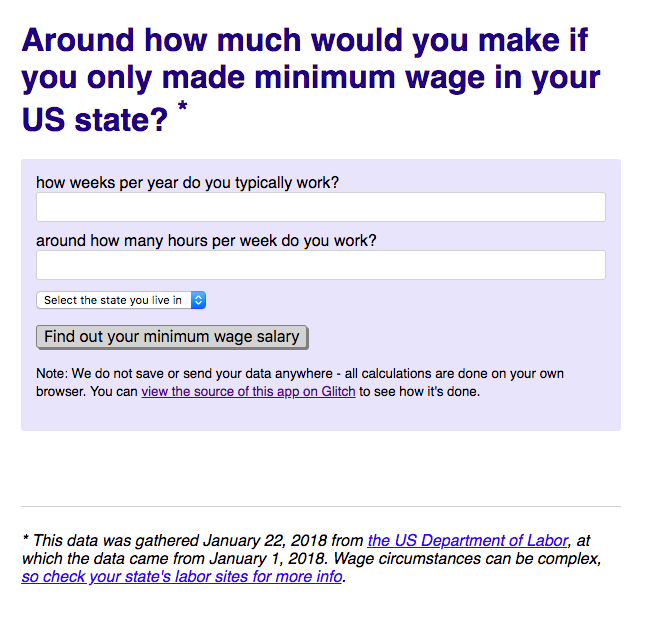 Around how much would you make if
you only made minimum wage in your
US state? *
how weeks per year do you typically work?
around how many hours per week do you work?
Select the state you live in
Find out your minimum wage salary
Note: We do not save or send your data anywhere - all calculations are done on your own
browser. You can view the source of this app on Glitch to see how it's done.
* This data was gathered January 22, 2018 from the US Department of Labor, at
which the data came from January 1, 2018. Wage circumstances can be complex,
so check your state's labor sites for more info.